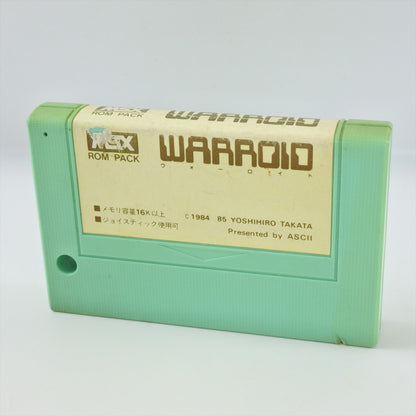 MSX
ROM PACK
WARROID
WARROID
ウォーロイド
■メモリ容量16K以上
■ジョイスティック使用可
© 1984 85 YOSHIHIRO TAKATA
Presented by ASCII